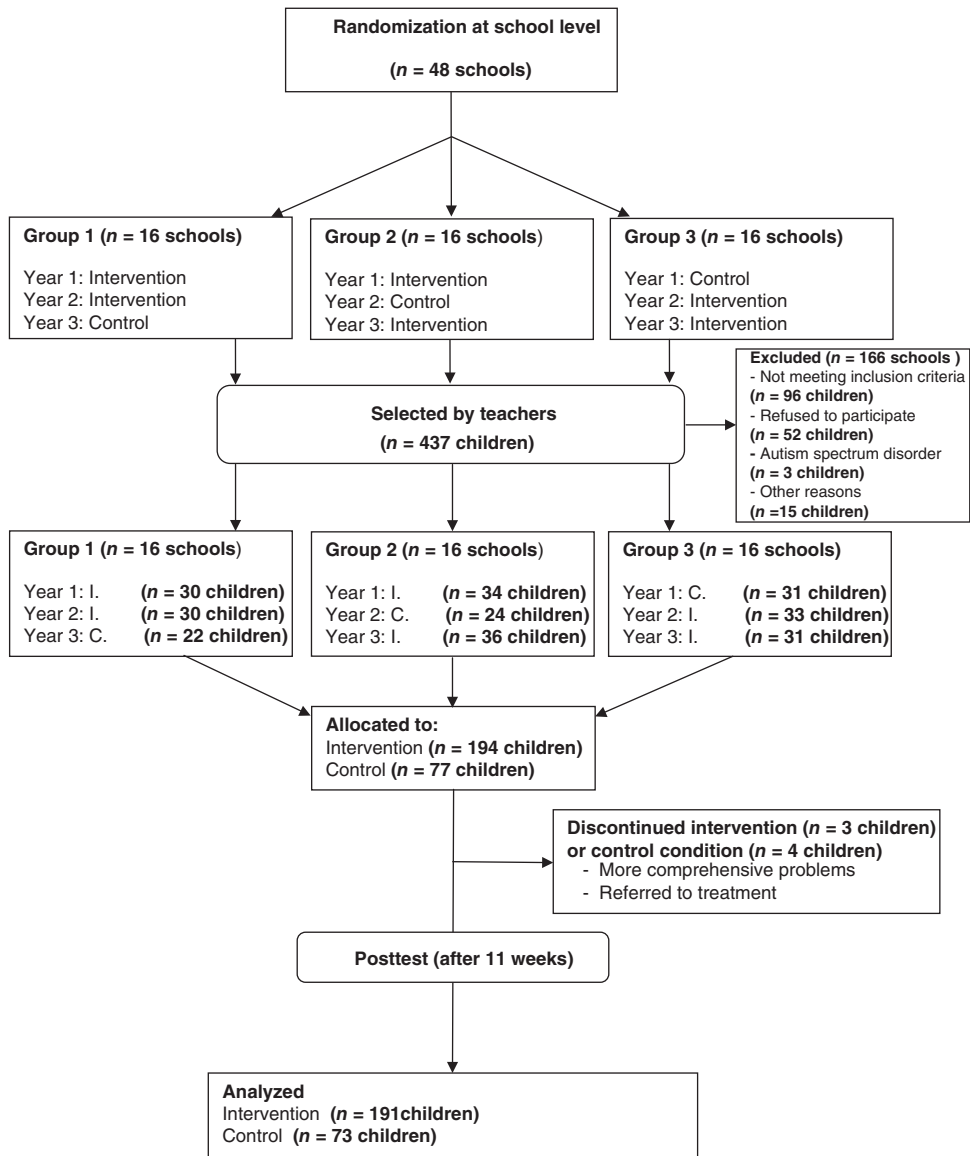 Randomization at school level
(n = 48 schools)
Group 1 (n = 16 schools)
Year 1: Intervention
Year 2: Intervention
Year 3: Control
Group 2 (n = 16 schools)
Year 1: Intervention
Year 2: Control
Year 3: Intervention
Group 3 (n = 16 schools)
Year 1: Control
Year 2: Intervention
Year 3: Intervention
Selected by teachers
(n = 437 children)
Excluded (n = 166 schools )
- Not meeting inclusion criteria
(n = 96 children)
- Refused to participate
(n = 52 children)
- Autism spectrum disorder
(n = 3 children)
- Other reasons
(n =15 children)
Group 1 (n = 16 schools)
Year 1: I. (n = 30 children)
Year 2: I. (n = 30 children)
Year 3: C. (n = 22 children)
Group 2 (n = 16 schools)
Year 1: I. (n = 34 children)
Year 2: C. (n = 24 children)
Year 3: I. (n = 36 children)
Group 3 (n = 16 schools)
Year 1: C. (n = 31 children)
Year 2: I. (n = 33 children)
Year 3: I. (n = 31 children)
Allocated to:
Intervention (n = 194 children)
Control (n = 77 children)
Discontinued intervention (n = 3 children)
or control condition (n = 4 children)
- More comprehensive problems
- Referred to treatment
Posttest (after 11 weeks)
Analyzed
Intervention (n = 191children)
Control (n = 73 children)